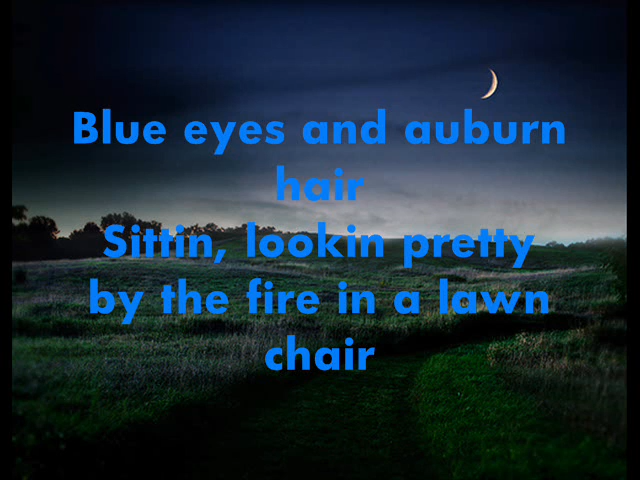 Blue eyes and auburn
hair
Sittin, lookin pretty
by the fire in a lawn
chair